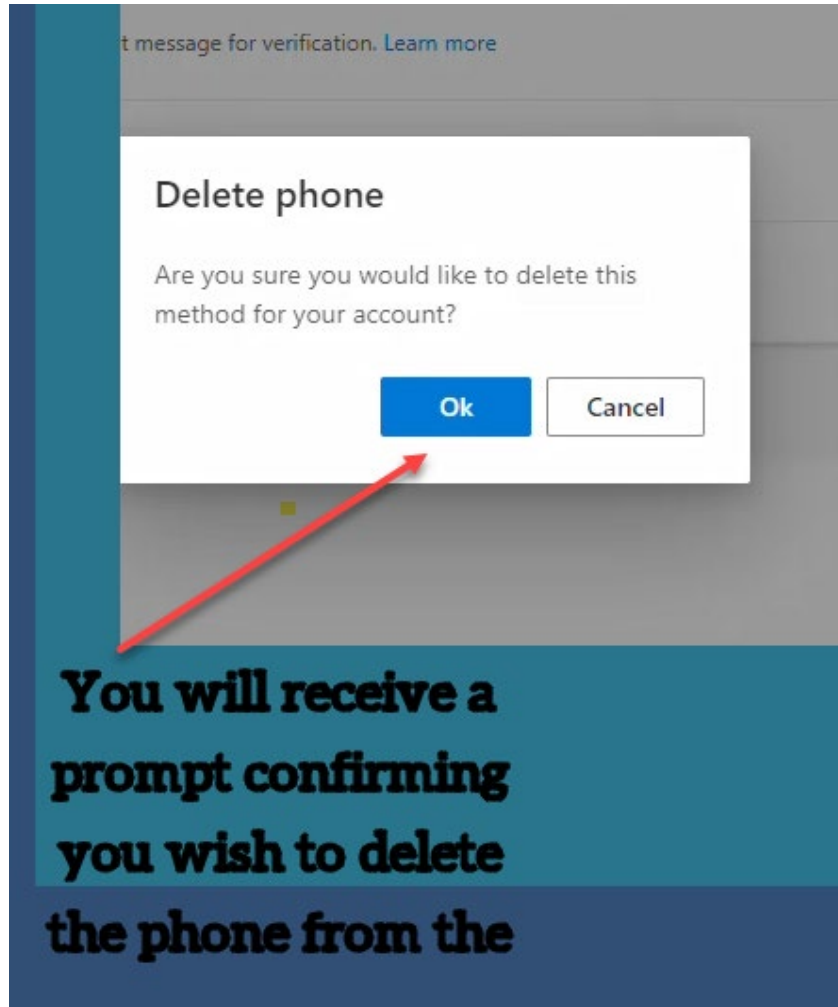 t message for verification. Learn more
Delete phone
Are you sure you would like to delete this
method for your account?
Ok Cancel
You will receive a
prompt confirming
you wish to delete
the phone from the